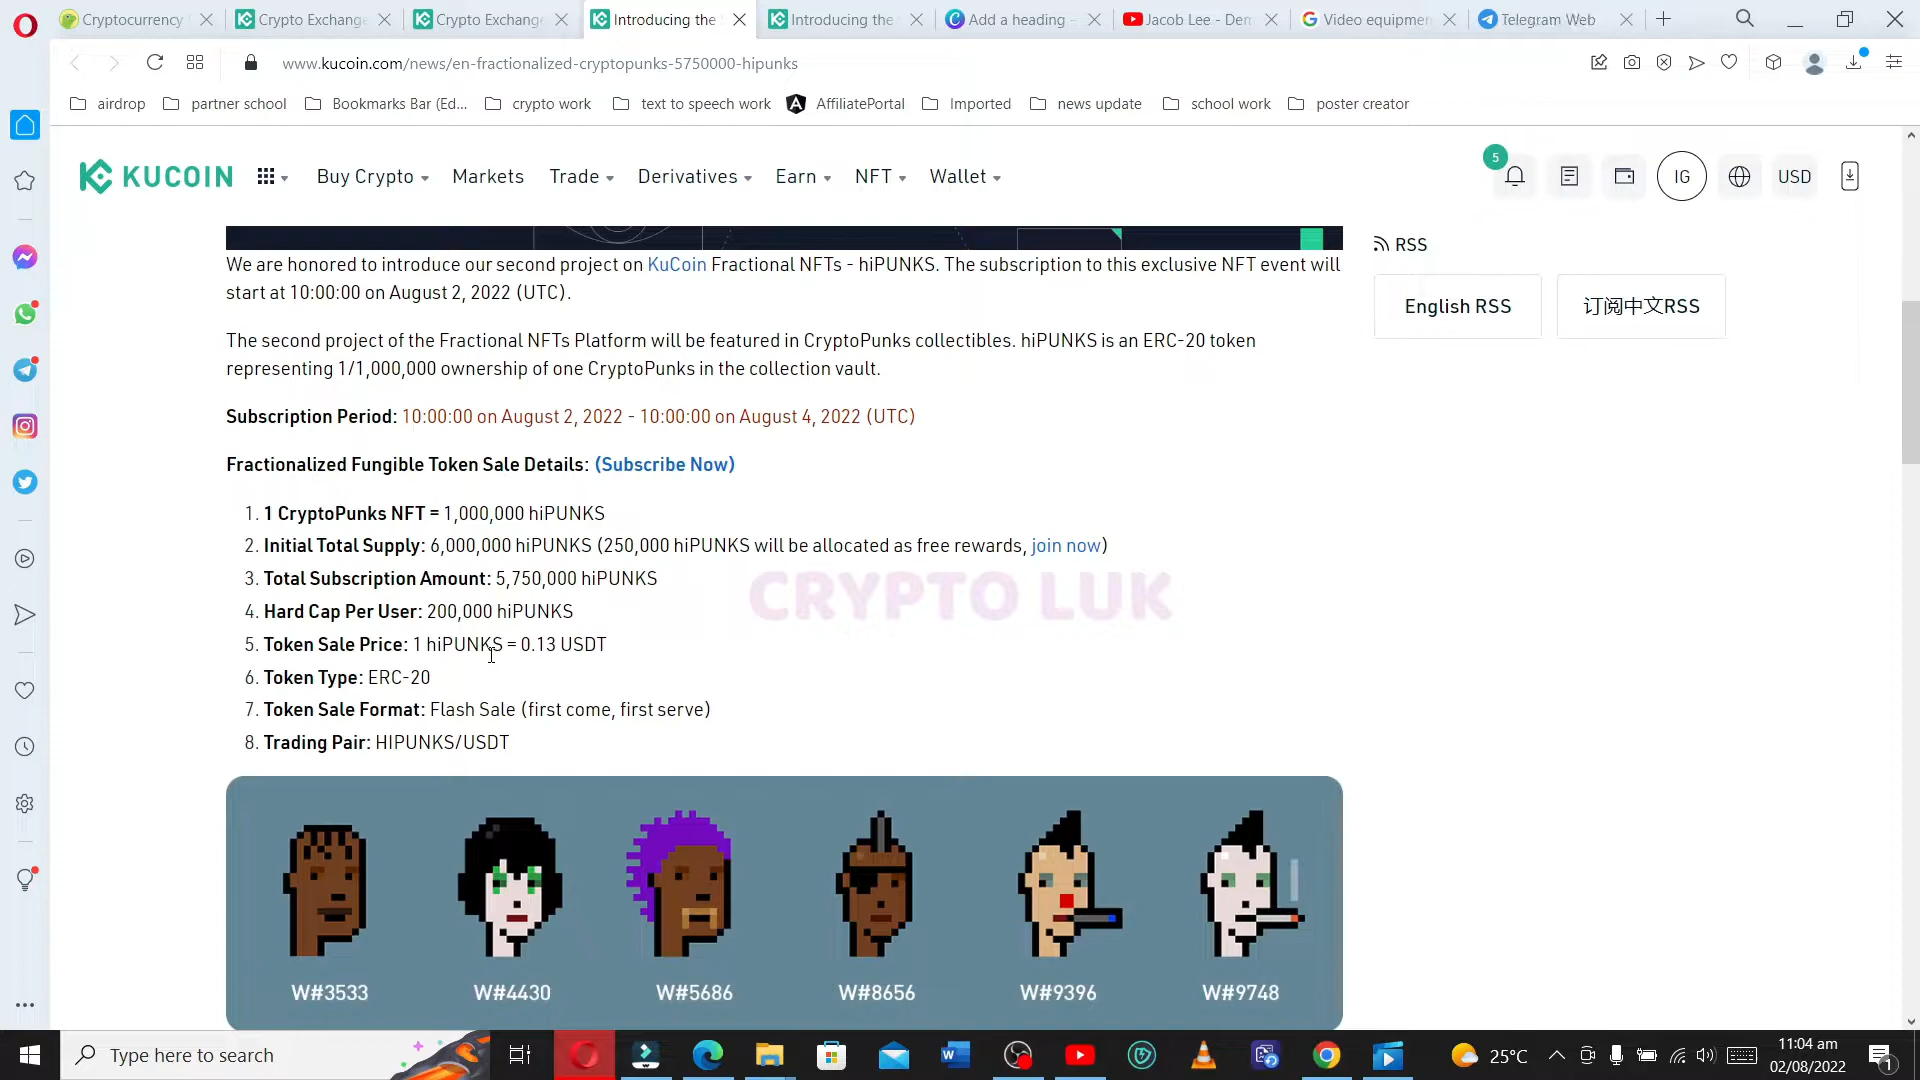 Cryptocurrency
Crypto Exchange
Crypto Exchange
Introducing the
Introducing the
Add a heading -
Jacob Lee - Dem
Video equipmen
Telegram Web
www.kucoin.com/news/en-fractionalized-cryptopunks-5750000-hipunks
airdrop
partner school
Bookmarks Bar (Ed...
crypto work
text to speech work
AffiliatePortal
Imported
news update
school work
poster creator
KUCOIN
Buy Crypto
Markets
Trade
Derivatives
Earn
NFT
Wallet
5
IG
USD
We are honored to introduce our second project on KuCoin Fractional NFTs - hiPUNKS. The subscription to this exclusive NFT event will
start at 10:00:00 on August 2, 2022 (UTC).
The second project of the Fractional NFTs Platform will be featured in CryptoPunks collectibles. hiPUNKS is an ERC-20 token
representing 1/1,000,000 ownership of one CryptoPunks in the collection vault.
Subscription Period: 10:00:00 on August 2, 2022 - 10:00:00 on August 4, 2022 (UTC)
Fractionalized Fungible Token Sale Details: (Subscribe Now)
1. 1 CryptoPunks NFT = 1,000,000 hiPUNKS
2. Initial Total Supply: 6,000,000 hiPUNKS (250,000 hiPUNKS will be allocated as free rewards, join now)
3. Total Subscription Amount: 5,750,000 hiPUNKS
4. Hard Cap Per User: 200,000 hiPUNKS
5. Token Sale Price: 1 hiPUNKS = 0.13 USDT
6. Token Type: ERC-20
7. Token Sale Format: Flash Sale (first come, first serve)
8. Trading Pair: HIPUNKS/USDT
CRYPTO LUK
RSS
English RSS
订阅中文RSS
W#3533
W#4430
W#5686
W#8656
W#9396
W#9748
Type here to search
25°C
11:04 am
02/08/2022
1